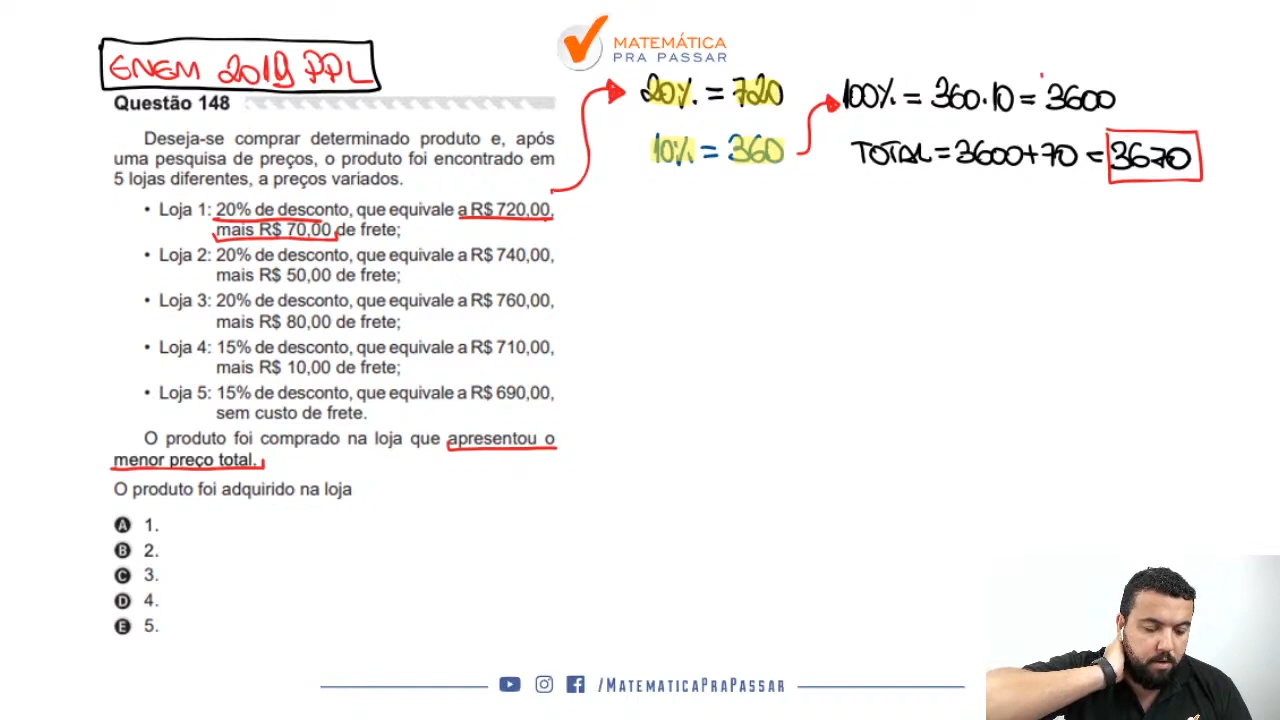 ENEM 2019 PPL
MATEMÁTICA
PRA PASSAR
Questão 148
20% = 720
100% = 360.10 = 3600
10% = 360
TOTAL = 3600+70 = 3670
Deseja-se comprar determinado produto e, após
uma pesquisa de preços, o produto foi encontrado em
5 lojas diferentes, a preços variados.
• Loja 1: 20% de desconto, que equivale a R$ 720,00,
mais R$ 70,00 de frete;
• Loja 2: 20% de desconto, que equivale a R$ 740,00,
mais R$ 50,00 de frete;
• Loja 3: 20% de desconto, que equivale a R$ 760,00,
mais R$ 80,00 de frete;
• Loja 4: 15% de desconto, que equivale a R$ 710,00,
mais R$ 10,00 de frete;
• Loja 5: 15% de desconto, que equivale a R$ 690,00,
sem custo de frete.
O produto foi comprado na loja que apresentou o
menor preço total.
O produto foi adquirido na loja
A 1.
B 2.
C 3.
D 4.
E 5.
/MATEMATICAPRAPASSAR